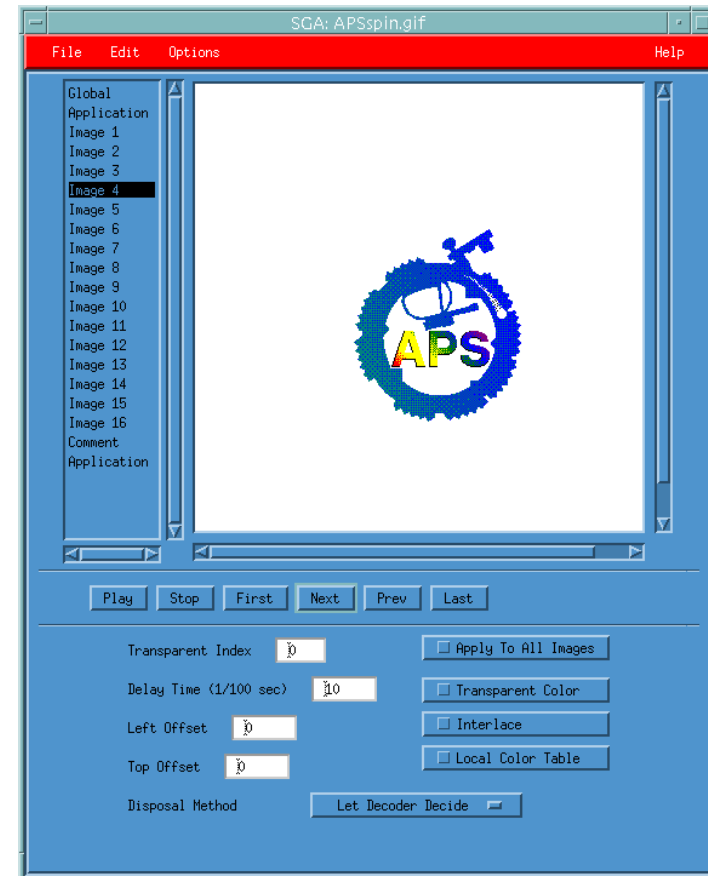 SGA: APSspin.gif
File Edit Options Help
Global
Application
Image 1
Image 2
Image 3
Image 4
Image 5
Image 6
Image 7
Image 8
Image 9
Image 10
Image 11
Image 12
Image 13
Image 14
Image 15
Image 16
Comment
Application
APS
Play Stop First Next Prev Last
Transparent Index 0
Apply To All Images
Delay Time (1/100 sec) 10
Transparent Color
Left Offset 0
Interlace
Top Offset 0
Local Color Table
Disposal Method Let Decoder Decide